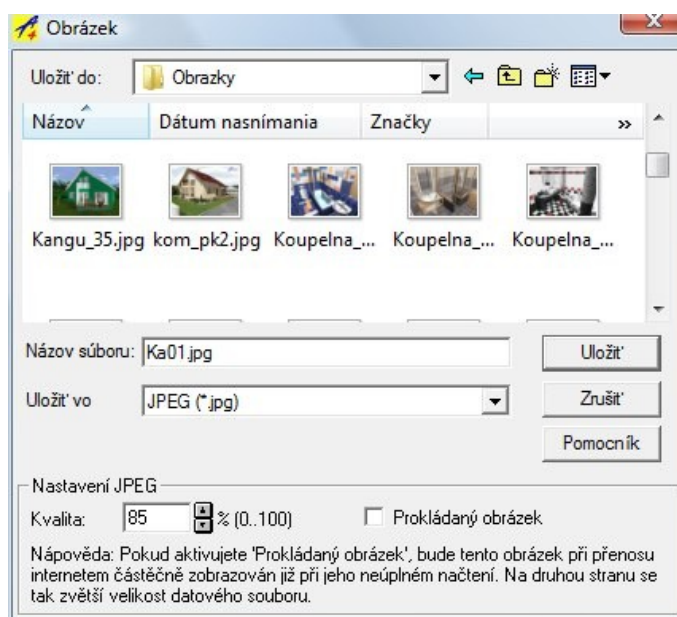 Obrázek
Uložiť do: Obrazky
Názov Dátum nasnímania Značky »
Kangu_35.jpg kom_pk2.jpg Koupelna_... Koupelna_... Koupelna_...
Názov súboru: Ka01.jpg Uložiť
Uložiť vo JPEG (*.jpg) Zrušiť
Pomocník
Nastavení JPEG
Kvalita: 85 % (0..100) Prokládaný obrázek
Nápověda: Pokud aktivujete 'Prokládaný obrázek', bude tento obrázek při přenosu
internetem částěčně zobrazován již při jeho neúplném načtení. Na druhou stranu se
tak zvětší velikost datového souboru.